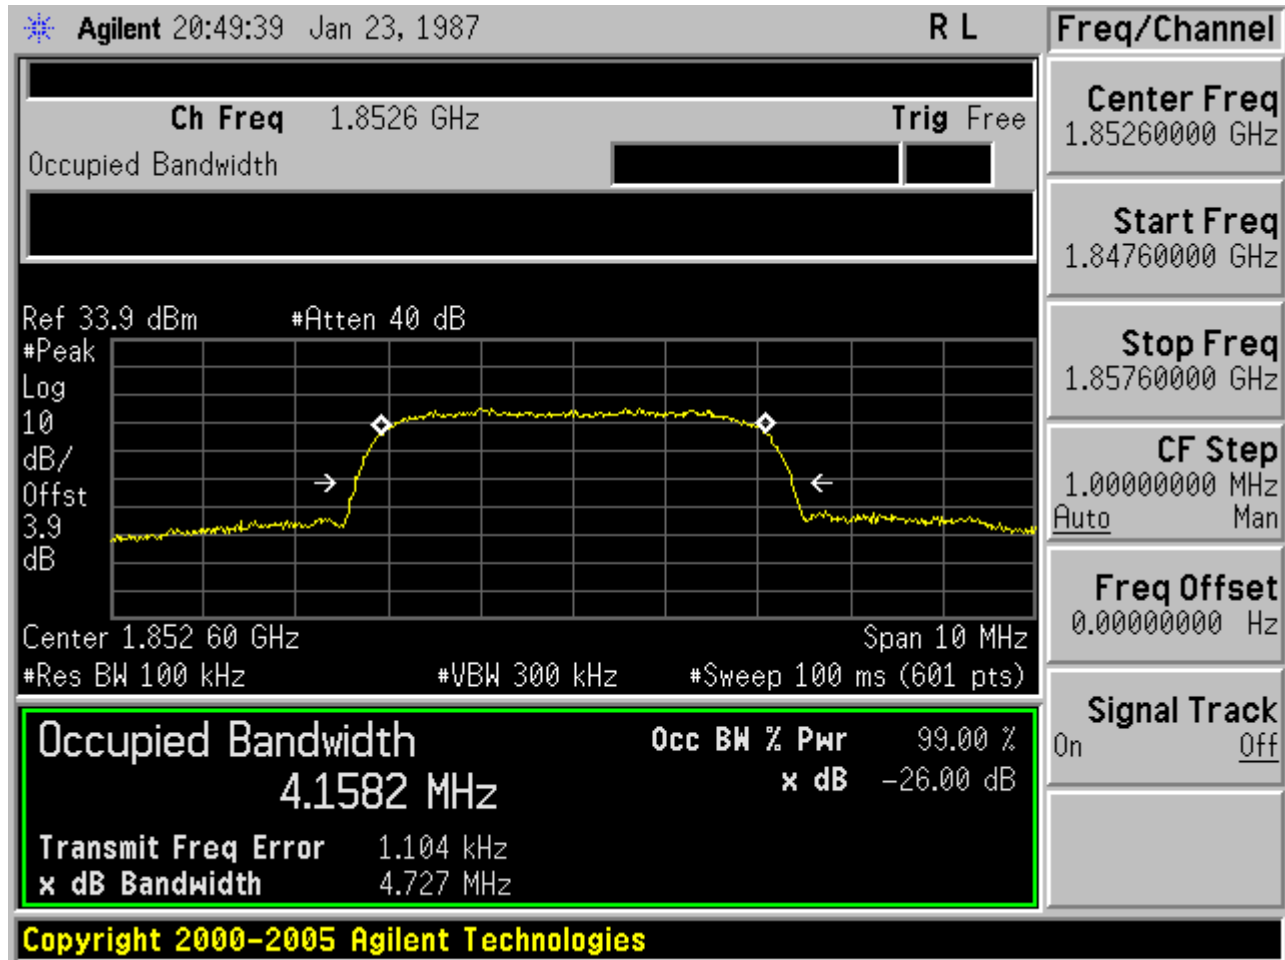 Agilent 20:49:39 Jan 23, 1987 R L
Ch Freq 1.8526 GHz Trig Free
Occupied Bandwidth
Ref 33.9 dBm #Atten 40 dB
#Peak
Log
10
dB/
Offst
3.9
dB
Center 1.852 60 GHz Span 10 MHz
#Res BW 100 kHz #VBW 300 kHz #Sweep 100 ms (601 pts)
Occupied Bandwidth Occ BW % Pwr 99.00 %
4.1582 MHz x dB -26.00 dB
Transmit Freq Error 1.104 kHz
x dB Bandwidth 4.727 MHz
Copyright 2000-2005 Agilent Technologies
Freq/Channel
Center Freq
1.85260000 GHz
Start Freq
1.84760000 GHz
Stop Freq
1.85760000 GHz
CF Step
1.00000000 MHz
Auto Man
Freq Offset
0.00000000 Hz
Signal Track
On Off